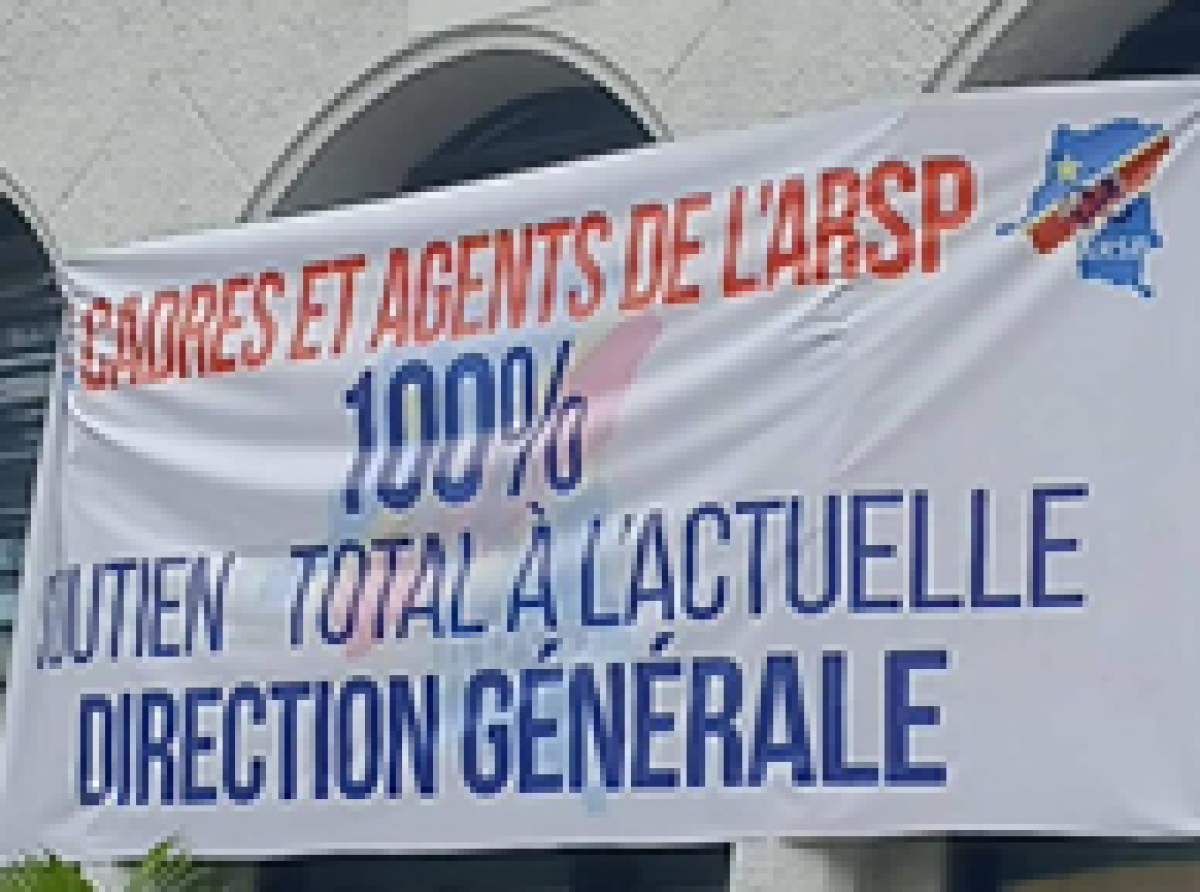 CADRES ET AGENTS DE L'ARSP
100%
SOUTIEN TOTAL À L'ACTUELLE
DIRECTION GÉNÉRALE